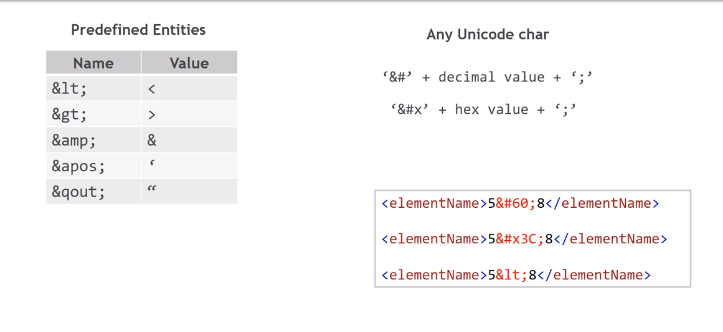 Predefined Entities
Name Value
&lt; <
&gt; >
&amp; &
&apos; ‘
&qout; “
Any Unicode char
‘&#’ + decimal value + ‘;’
‘&#x’ + hex value + ‘;’
<elementName>5&#60;8</elementName>
<elementName>5&#x3C;8</elementName>
<elementName>5&lt;8</elementName>